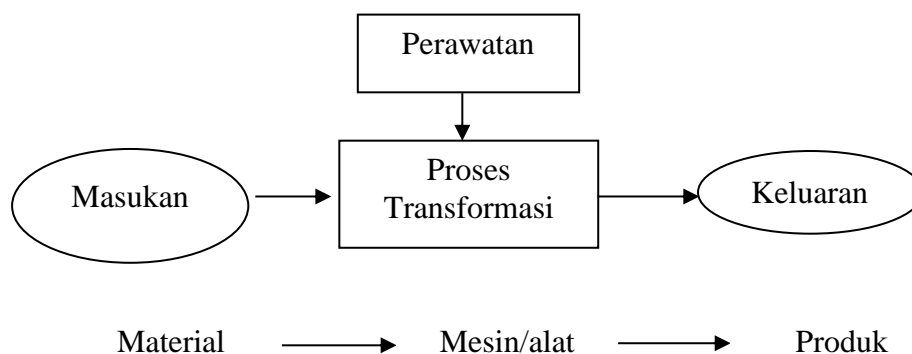 Perawatan
Masukan
Proses
Transformasi
Keluaran
Material
Mesin/alat
Produk